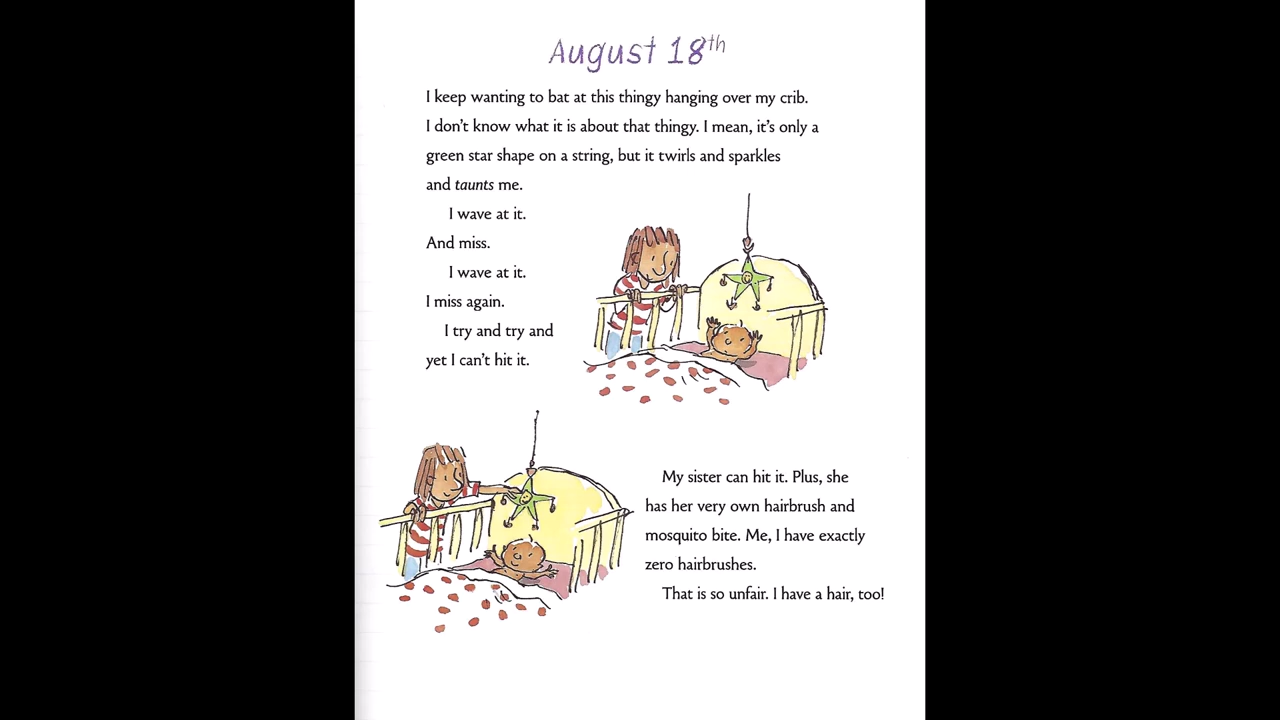 August 18th
I keep wanting to bat at this thingy hanging over my crib.
I don't know what it is about that thingy. I mean, it's only a
green star shape on a string, but it twirls and sparkles
and taunts me.
I wave at it.
And miss.
I wave at it.
I miss again.
I try and try and
yet I can't hit it.
My sister can hit it. Plus, she
has her very own hairbrush and
mosquito bite. Me, I have exactly
zero hairbrushes.
That is so unfair. I have a hair, too!